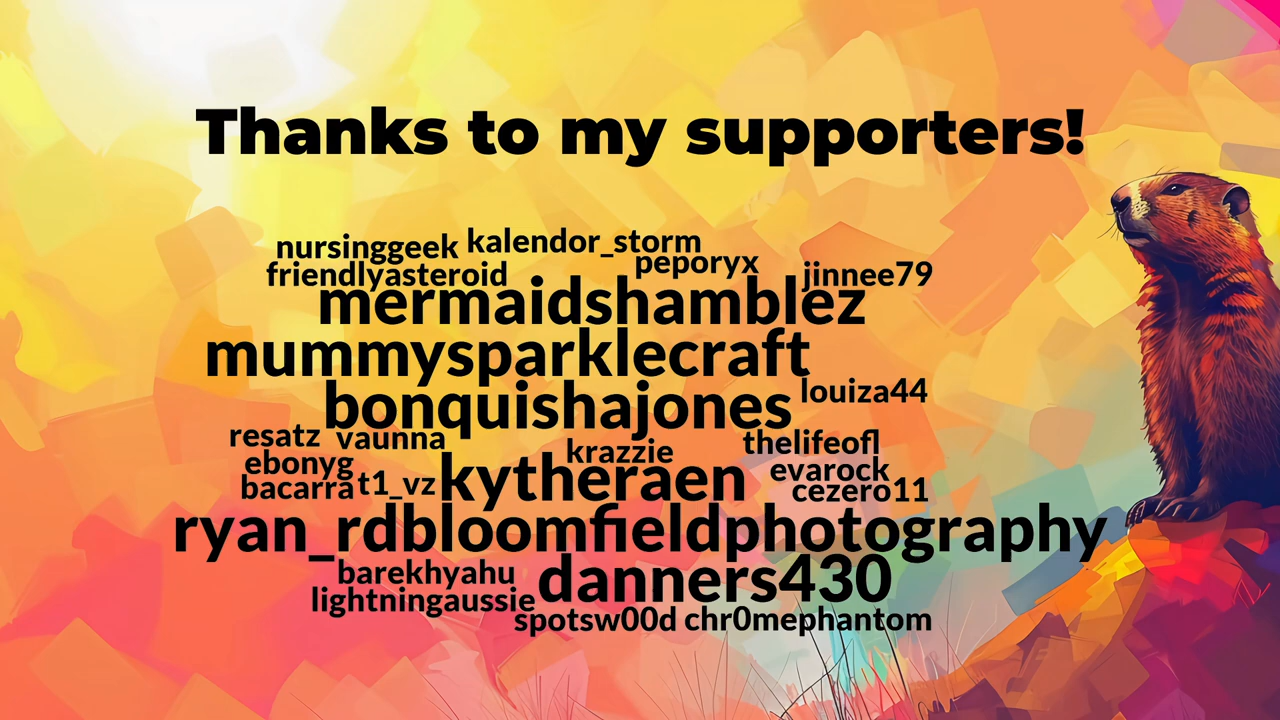 Thanks to my supporters!
nursinggeek kalendor_storm
friendlyasteroid peporyx jinnee79
mermaidshamblez
mummysparklecraft
bonquishajones louiza44
resatz vaunna krazzie thelifeofl
ebonyg kytheraen evarock
bacarra t1_vz cezero11
ryan_rdbloomfieldphotography
barekhyahu danners430
lightningaussie
spotsw00d chr0mephantom